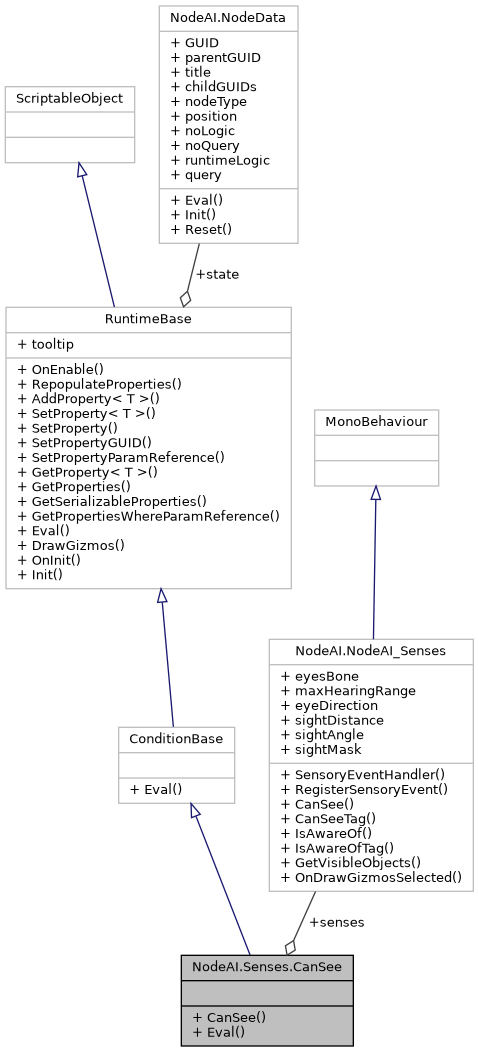 NodeAI.NodeData
+ GUID
+ parentGUID
+ title
+ childGUIDs
+ nodeType
+ position
+ noLogic
+ noQuery
+ runtimeLogic
+ query
+ Eval()
+ Init()
+ Reset()
ScriptableObject
+state
RuntimeBase
+ tooltip
+ OnEnable()
+ RepopulateProperties()
+ AddProperty< T >()
+ SetProperty< T >()
+ SetProperty()
+ SetPropertyGUID()
+ SetPropertyParamReference()
+ GetProperty< T >()
+ GetProperties()
+ GetSerializableProperties()
+ GetPropertiesWhereParamReference()
+ Eval()
+ DrawGizmos()
+ OnInit()
+ Init()
MonoBehaviour
NodeAI.NodeAI_Senses
+ eyesBone
+ maxHearingRange
+ eyeDirection
+ sightDistance
+ sightAngle
+ sightMask
+ SensoryEventHandler()
+ RegisterSensoryEvent()
+ CanSee()
+ CanSeeTag()
+ IsAwareOf()
+ IsAwareOfTag()
+ GetVisibleObjects()
+ OnDrawGizmosSelected()
ConditionBase
+ Eval()
+senses
NodeAI.Senses.CanSee
+ CanSee()
+ Eval()